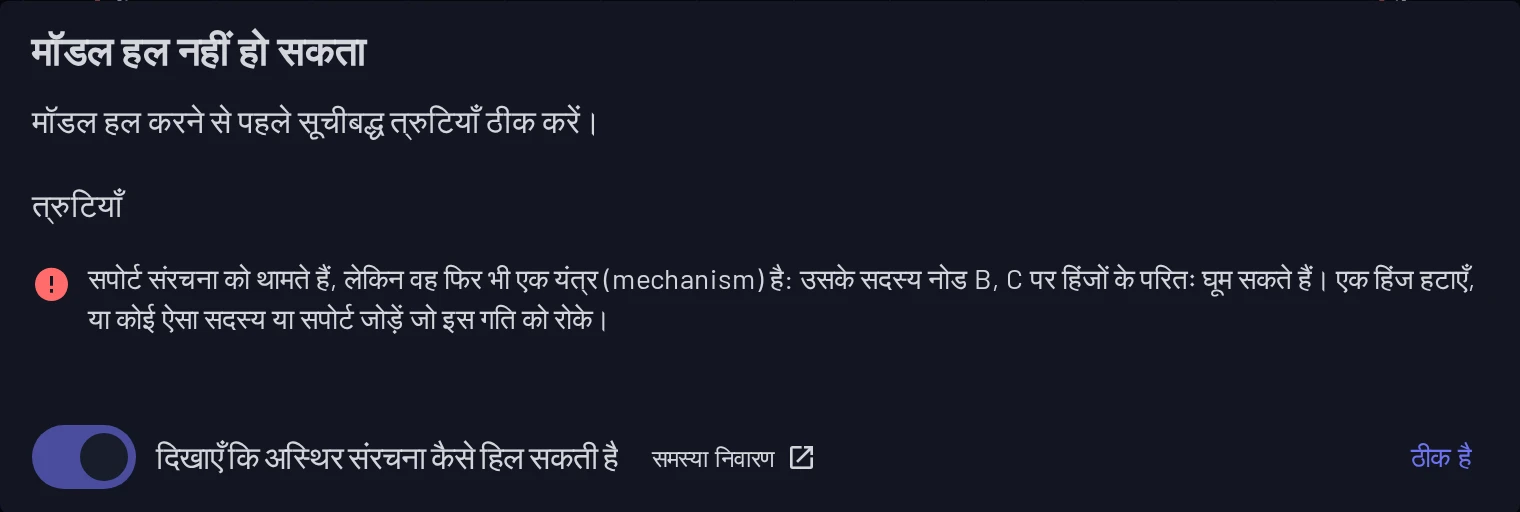 मॉडल हल नहीं हो सकता
मॉडल हल करने से पहले सूचीबद्ध त्रुटियाँ ठीक करें।
त्रुटियाँ
सपोर्ट संरचना को थामते हैं, लेकिन वह फिर भी एक यंत्र (mechanism) है: उसके सदस्य नोड B, C पर हिंजों के परितः घूम सकते हैं। एक हिंज हटाएँ,
या कोई ऐसा सदस्य या सपोर्ट जोड़ें जो इस गति को रोके।
दिखाएँ कि अस्थिर संरचना कैसे हिल सकती है समस्या निवारण ठीक है